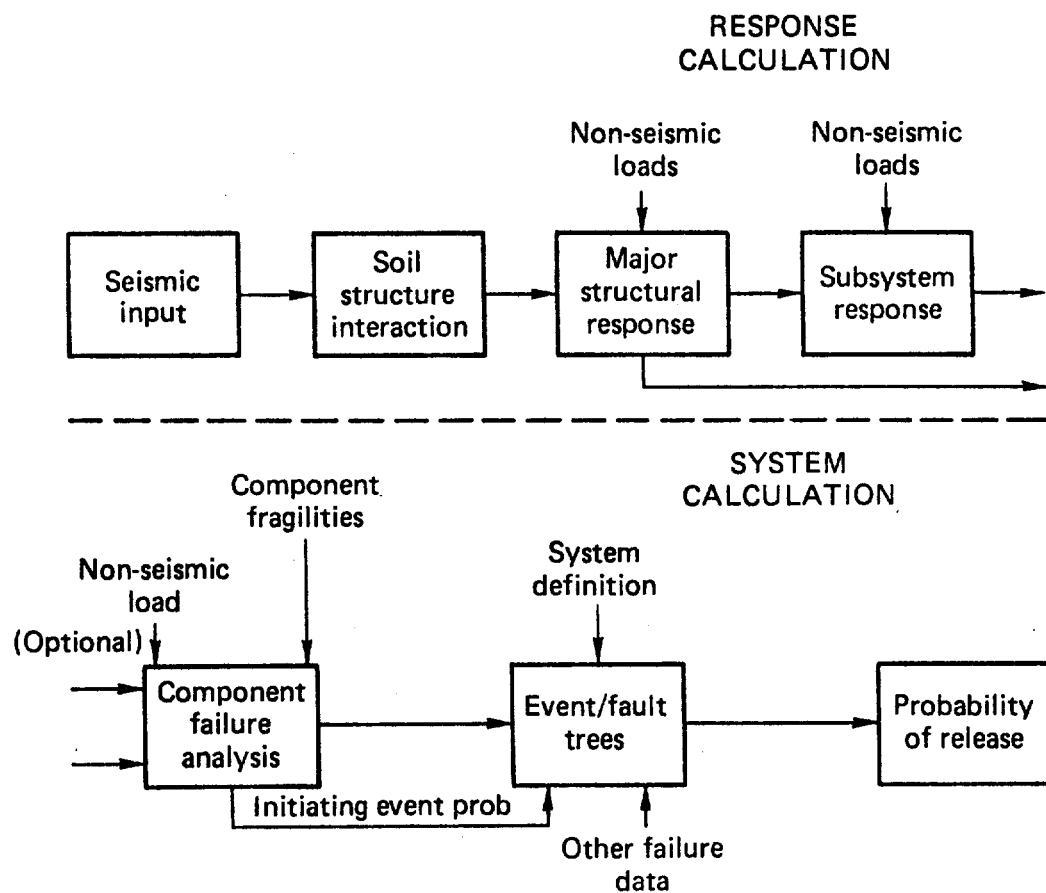 RESPONSE
CALCULATION
Non-seismic
loads
Non-seismic
loads
Seismic
input
Soil
structure
interaction
Major
structural
response
Subsystem
response
SYSTEM
CALCULATION
Component
fragilities
Non-seismic
load
(Optional)
System
definition
Component
failure
analysis
Event/fault
trees
Probability
of release
Initiating event prob
Other failure
data